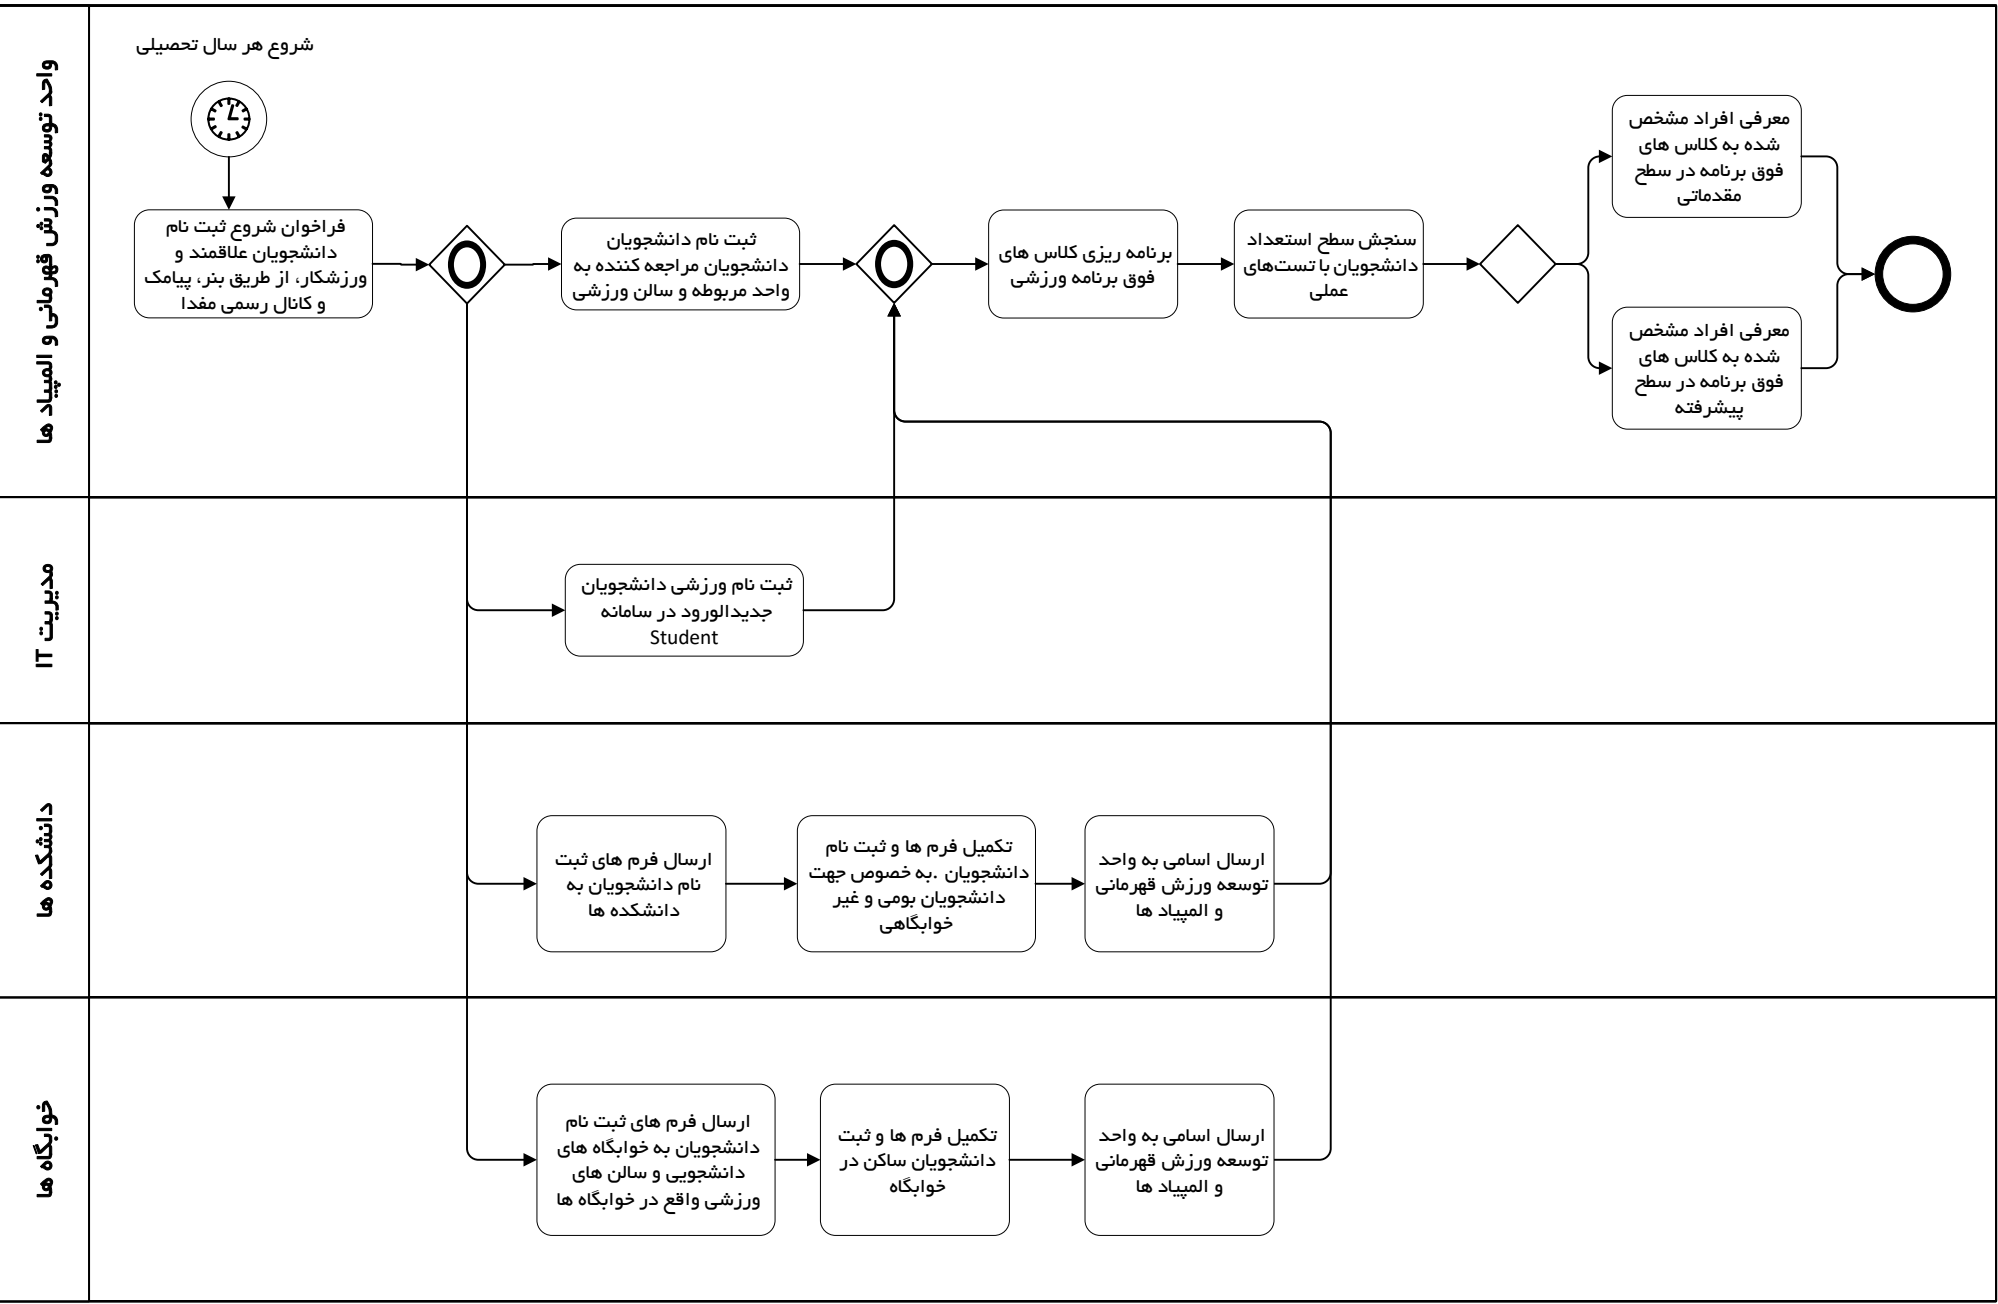 واحد توسعه ورزش قهرمانی و المپیاد ها
شروع هر سال تحصیلی
فراخوان شروع ثبت نام
دانشجویان علاقمند و
ورزشکار، از طریق بنر، پیامک
و کانال رسمی مفدا
ثبت نام دانشجویان
دانشجویان مراجعه کننده به
واحد مربوطه و سالن ورزشی
برنامه ریزی کلاس های
فوق برنامه ورزشی
سنجش سطح استعداد
دانشجویان با تست‌های
عملی
معرفی افراد مشخص
شده به کلاس های
فوق برنامه در سطح
مقدماتی
معرفی افراد مشخص
شده به کلاس های
فوق برنامه در سطح
پیشرفته
مدیریت IT
ثبت نام ورزشی دانشجویان
جدیدالورود در سامانه
Student
دانشکده ها
ارسال فرم های ثبت
نام دانشجویان به
دانشکده ها
تکمیل فرم ها و ثبت نام
دانشجویان .به خصوص جهت
دانشجویان بومی و غیر
خوابگاهی
ارسال اسامی به واحد
توسعه ورزش قهرمانی
و المپیاد ها
خوابگاه ها
ارسال فرم های ثبت نام
دانشجویان به خوابگاه های
دانشجویی و سالن های
ورزشی واقع در خوابگاه ها
تکمیل فرم ها و ثبت
دانشجویان ساکن در
خوابگاه
ارسال اسامی به واحد
توسعه ورزش قهرمانی
و المپیاد ها